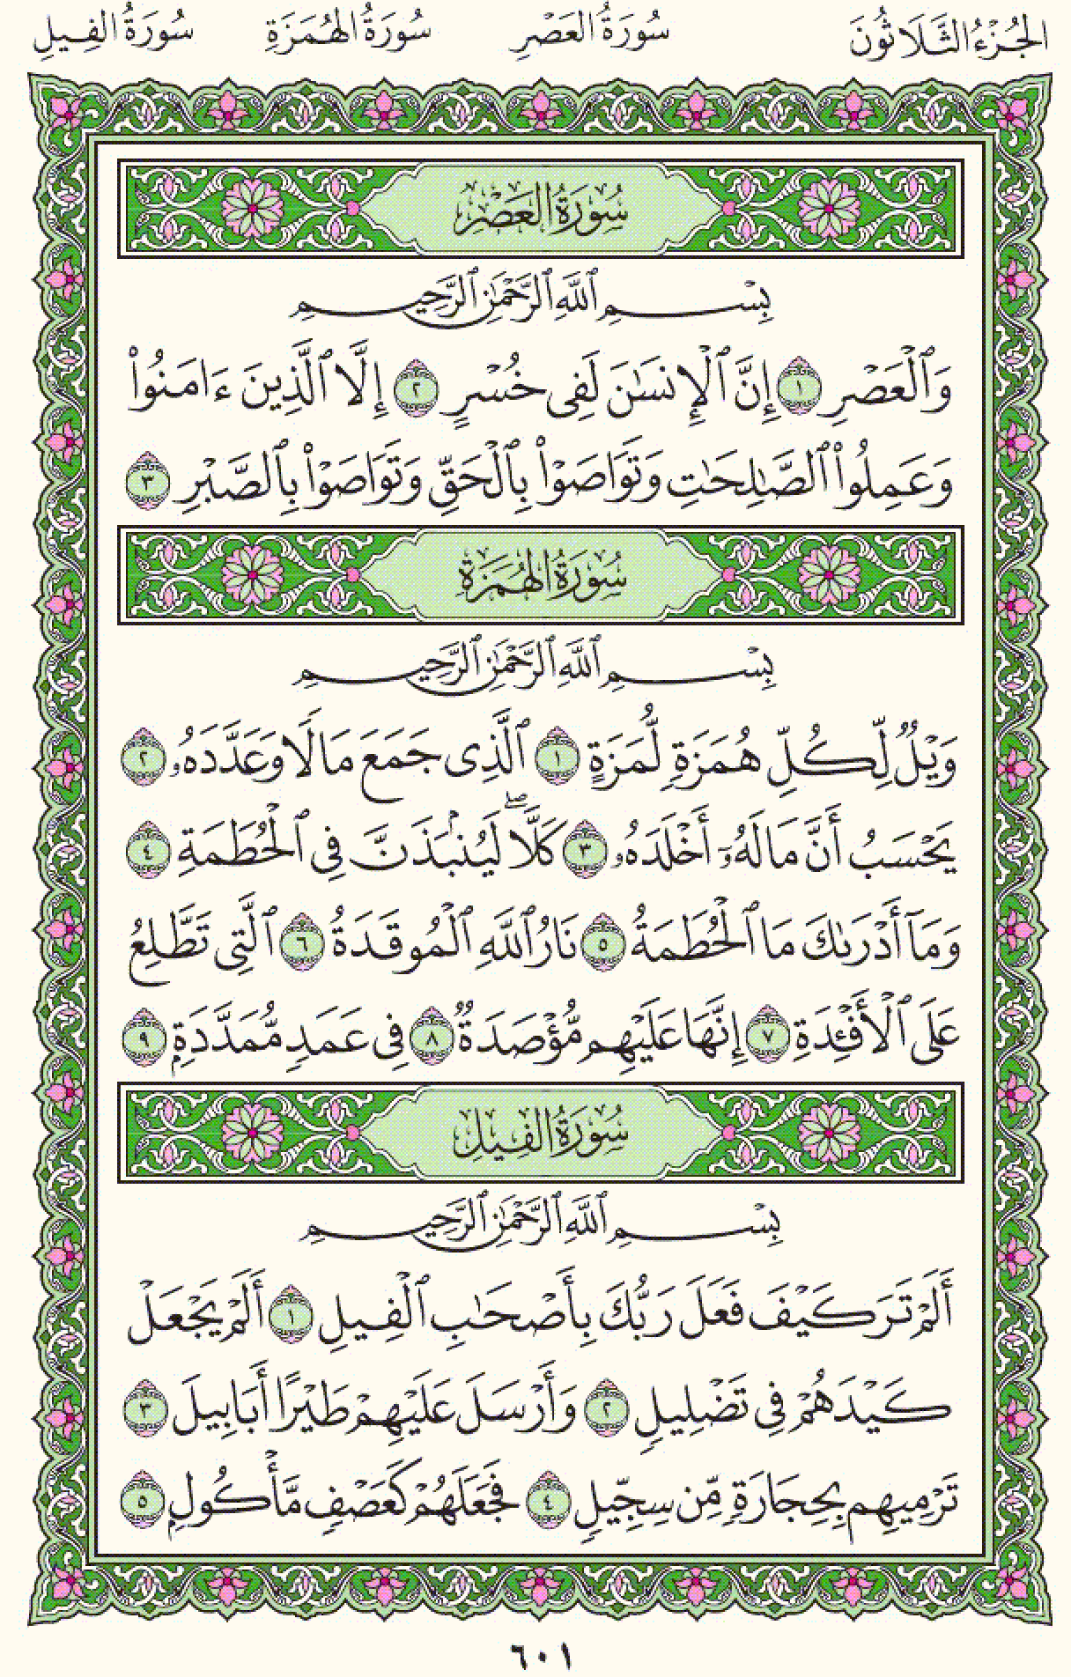 الجُزْءُ الثَّلَاثُونَ سُورَةُ العَصْرِ سُورَةُ الهُمَزَةِ سُورَةُ الفِيلِ
سُورَةُ العَصْرِ
بِسْمِ ٱللَّهِ ٱلرَّحْمَٰنِ ٱلرَّحِيمِ
وَٱلْعَصْرِ ١ إِنَّ ٱلْإِنسَٰنَ لَفِى خُسْرٍ ٢ إِلَّا ٱلَّذِينَ ءَامَنُوا۟
وَعَمِلُوا۟ ٱلصَّٰلِحَٰتِ وَتَوَاصَوْا۟ بِٱلْحَقِّ وَتَوَاصَوْا۟ بِٱلصَّبْرِ ٣
سُورَةُ الهُمَزَةِ
بِسْمِ ٱللَّهِ ٱلرَّحْمَٰنِ ٱلرَّحِيمِ
وَيْلٌ لِّكُلِّ هُمَزَةٍ لُّمَزَةٍ ١ ٱلَّذِى جَمَعَ مَالًا وَعَدَّدَهُۥ ٢
يَحْسَبُ أَنَّ مَالَهُۥٓ أَخْلَدَهُۥ ٣ كَلَّا ۖ لَيُنۢبَذَنَّ فِى ٱلْحُطَمَةِ ٤
وَمَآ أَدْرَىٰكَ مَا ٱلْحُطَمَةُ ٥ نَارُ ٱللَّهِ ٱلْمُوقَدَةُ ٦ ٱلَّتِى تَطَّلِعُ
عَلَى ٱلْأَفْـِٔدَةِ ٧ إِنَّهَا عَلَيْهِم مُّؤْصَدَةٌ ٨ فِى عَمَدٍ مُّمَدَّدَةٍۭ ٩
سُورَةُ الفِيلِ
بِسْمِ ٱللَّهِ ٱلرَّحْمَٰنِ ٱلرَّحِيمِ
أَلَمْ تَرَ كَيْفَ فَعَلَ رَبُّكَ بِأَصْحَٰبِ ٱلْفِيلِ ١ أَلَمْ يَجْعَلْ
كَيْدَهُمْ فِى تَضْلِيلٍ ٢ وَأَرْسَلَ عَلَيْهِمْ طَيْرًا أَبَابِيلَ ٣
تَرْمِيهِم بِحِجَارَةٍ مِّن سِجِّيلٍ ٤ فَجَعَلَهُمْ كَعَصْفٍ مَّأْكُولٍۭ ٥
٦٠١